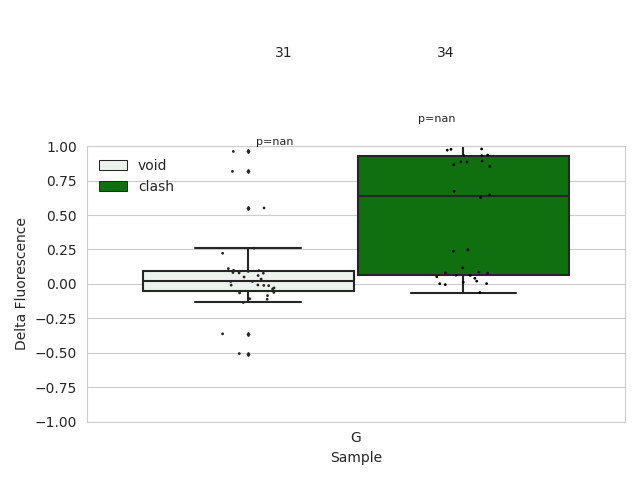 31 34
p=nan
p=nan
1.00
void
clash
0.75
0.50
0.25
0.00
−0.25
−0.50
−0.75
−1.00
Delta Fluorescence
G
Sample